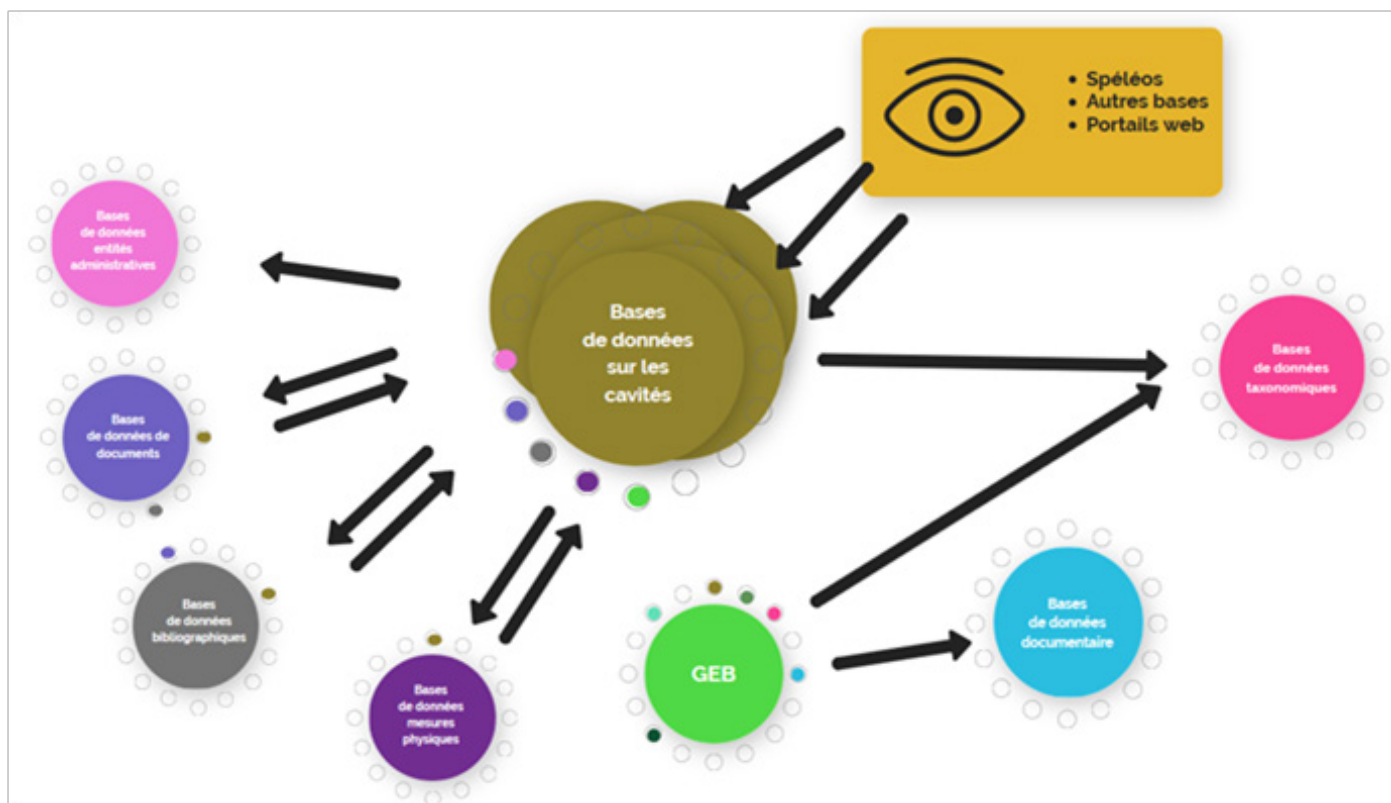 • Spéléos
• Autres bases
• Portails web
Bases
de données
entités
administratives
Bases
de données
sur les
cavités
Bases
de données
taxonomiques
Bases
de données de
documents
Bases
de données
bibliographiques
Bases
de données
documentaire
GEB
Bases
de données
mesures
physiques